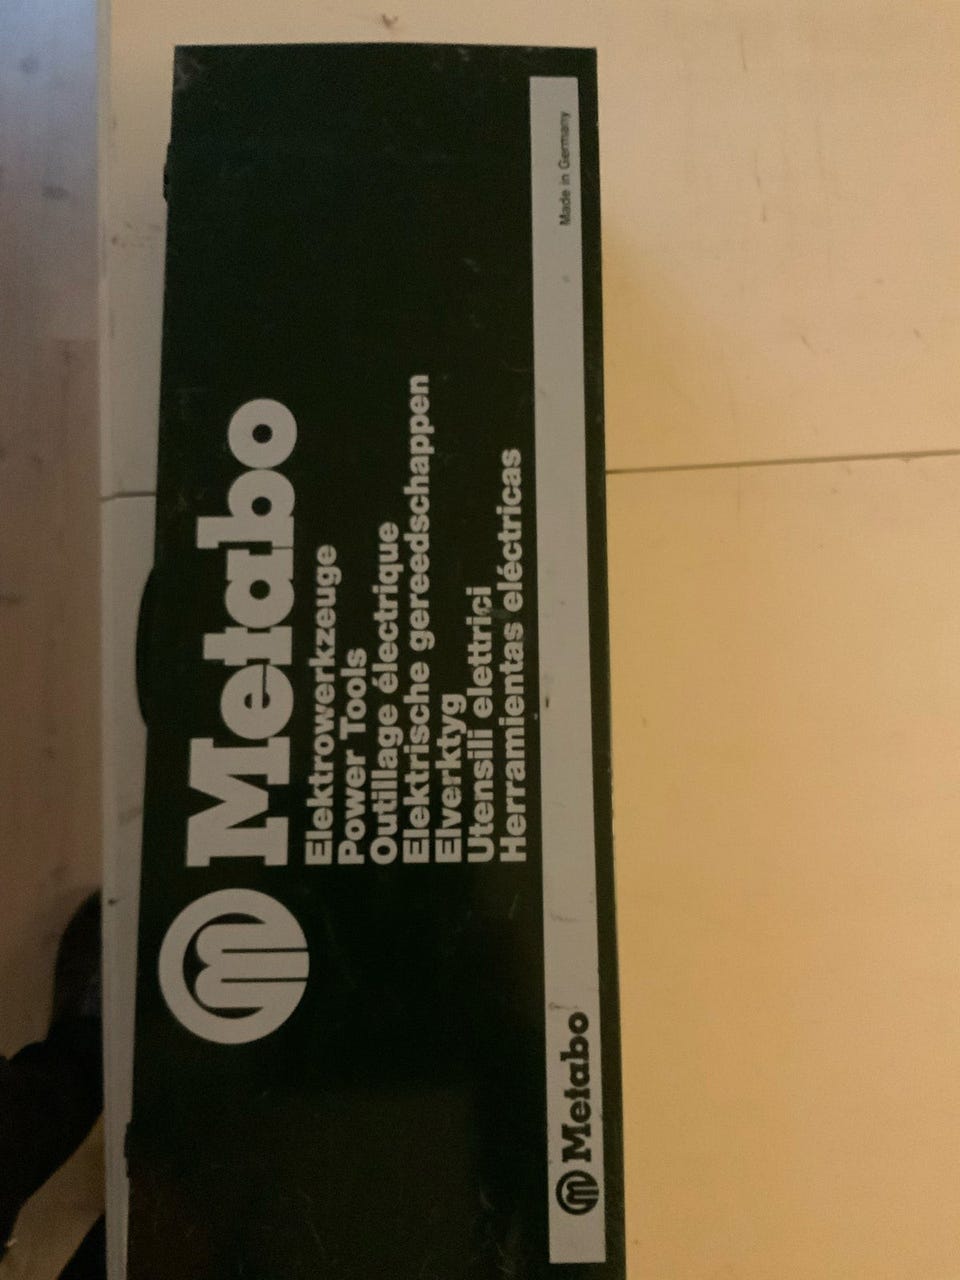 Metabo
Elektrowerkzeuge
Power Tools
Outillage électrique
Elektrische gereedschappen
Elverktyg
Utensili elettrici
Herramientas eléctricas
Metabo
Made in Germany